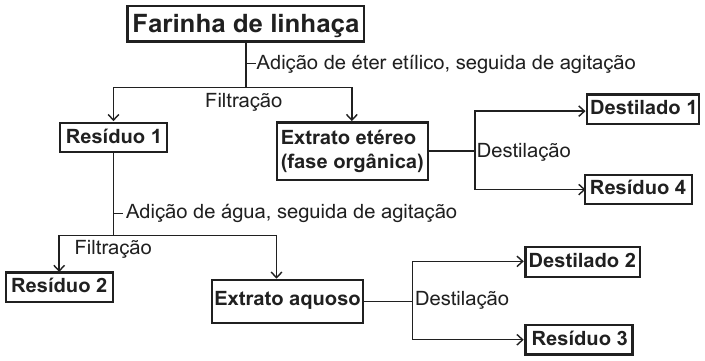 Farinha de linhaça
Adição de éter etílico, seguida de agitação
Filtração
Resíduo 1
Extrato etéreo
(fase orgânica)
Destilação
Destilado 1
Resíduo 4
Adição de água, seguida de agitação
Filtração
Resíduo 2
Extrato aquoso
Destilação
Destilado 2
Resíduo 3